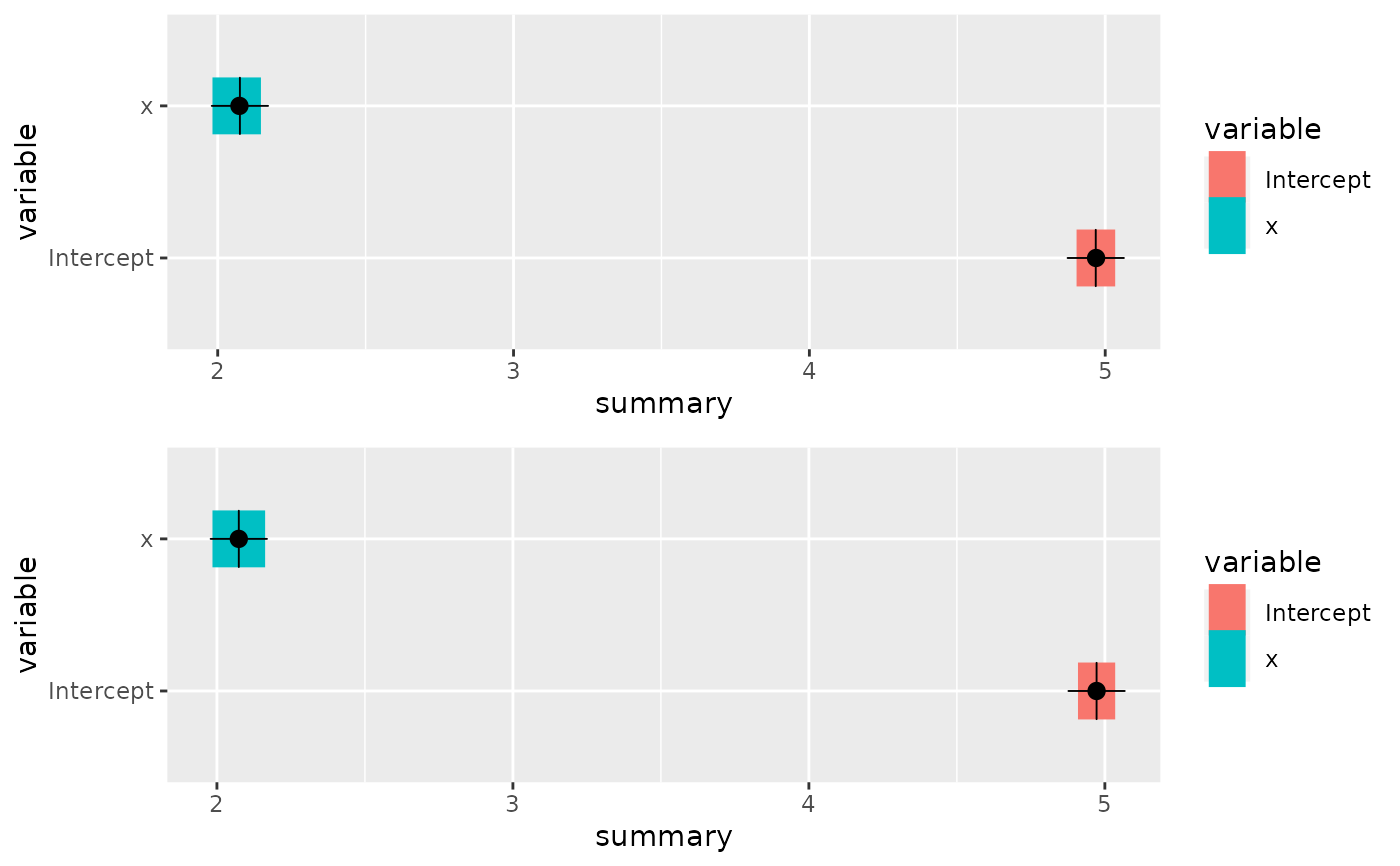 variable
x
Intercept
2 3 4 5
summary
variable
Intercept
x
variable
x
Intercept
2 3 4 5
summary
variable
Intercept
x